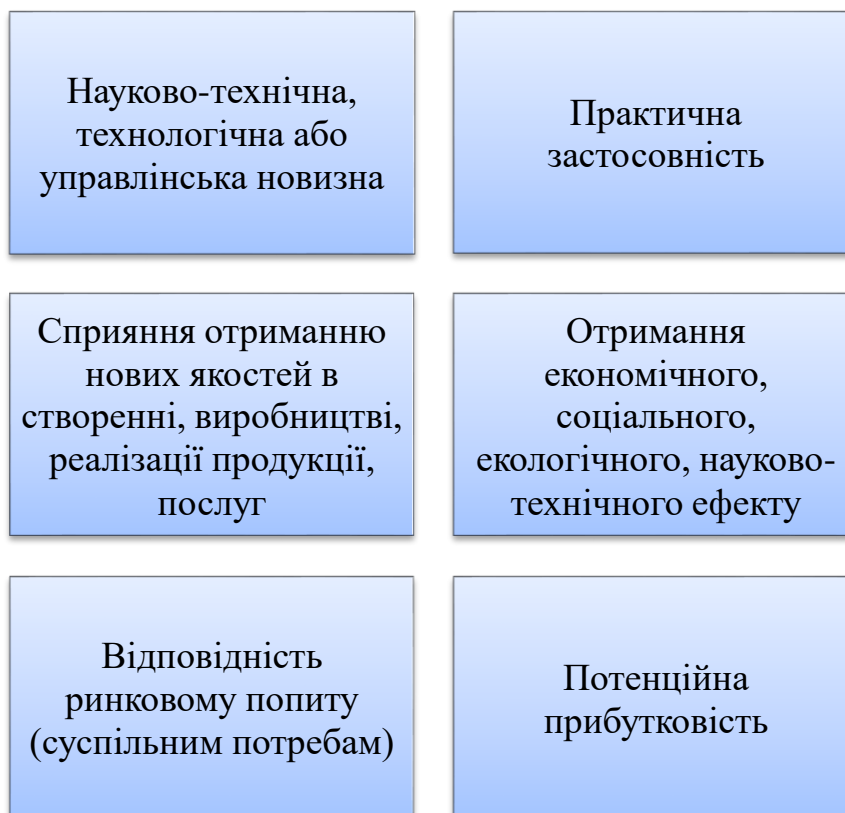 Науково-технічна,
технологічна або
управлінська новизна
Практична
застосовність
Сприяння отриманню
нових якостей в
створенні, виробництві,
реалізації продукції,
послуг
Отримання
економічного,
соціального,
екологічного, науково-
технічного ефекту
Відповідність
ринковому попиту
(суспільним потребам)
Потенційна
прибутковість